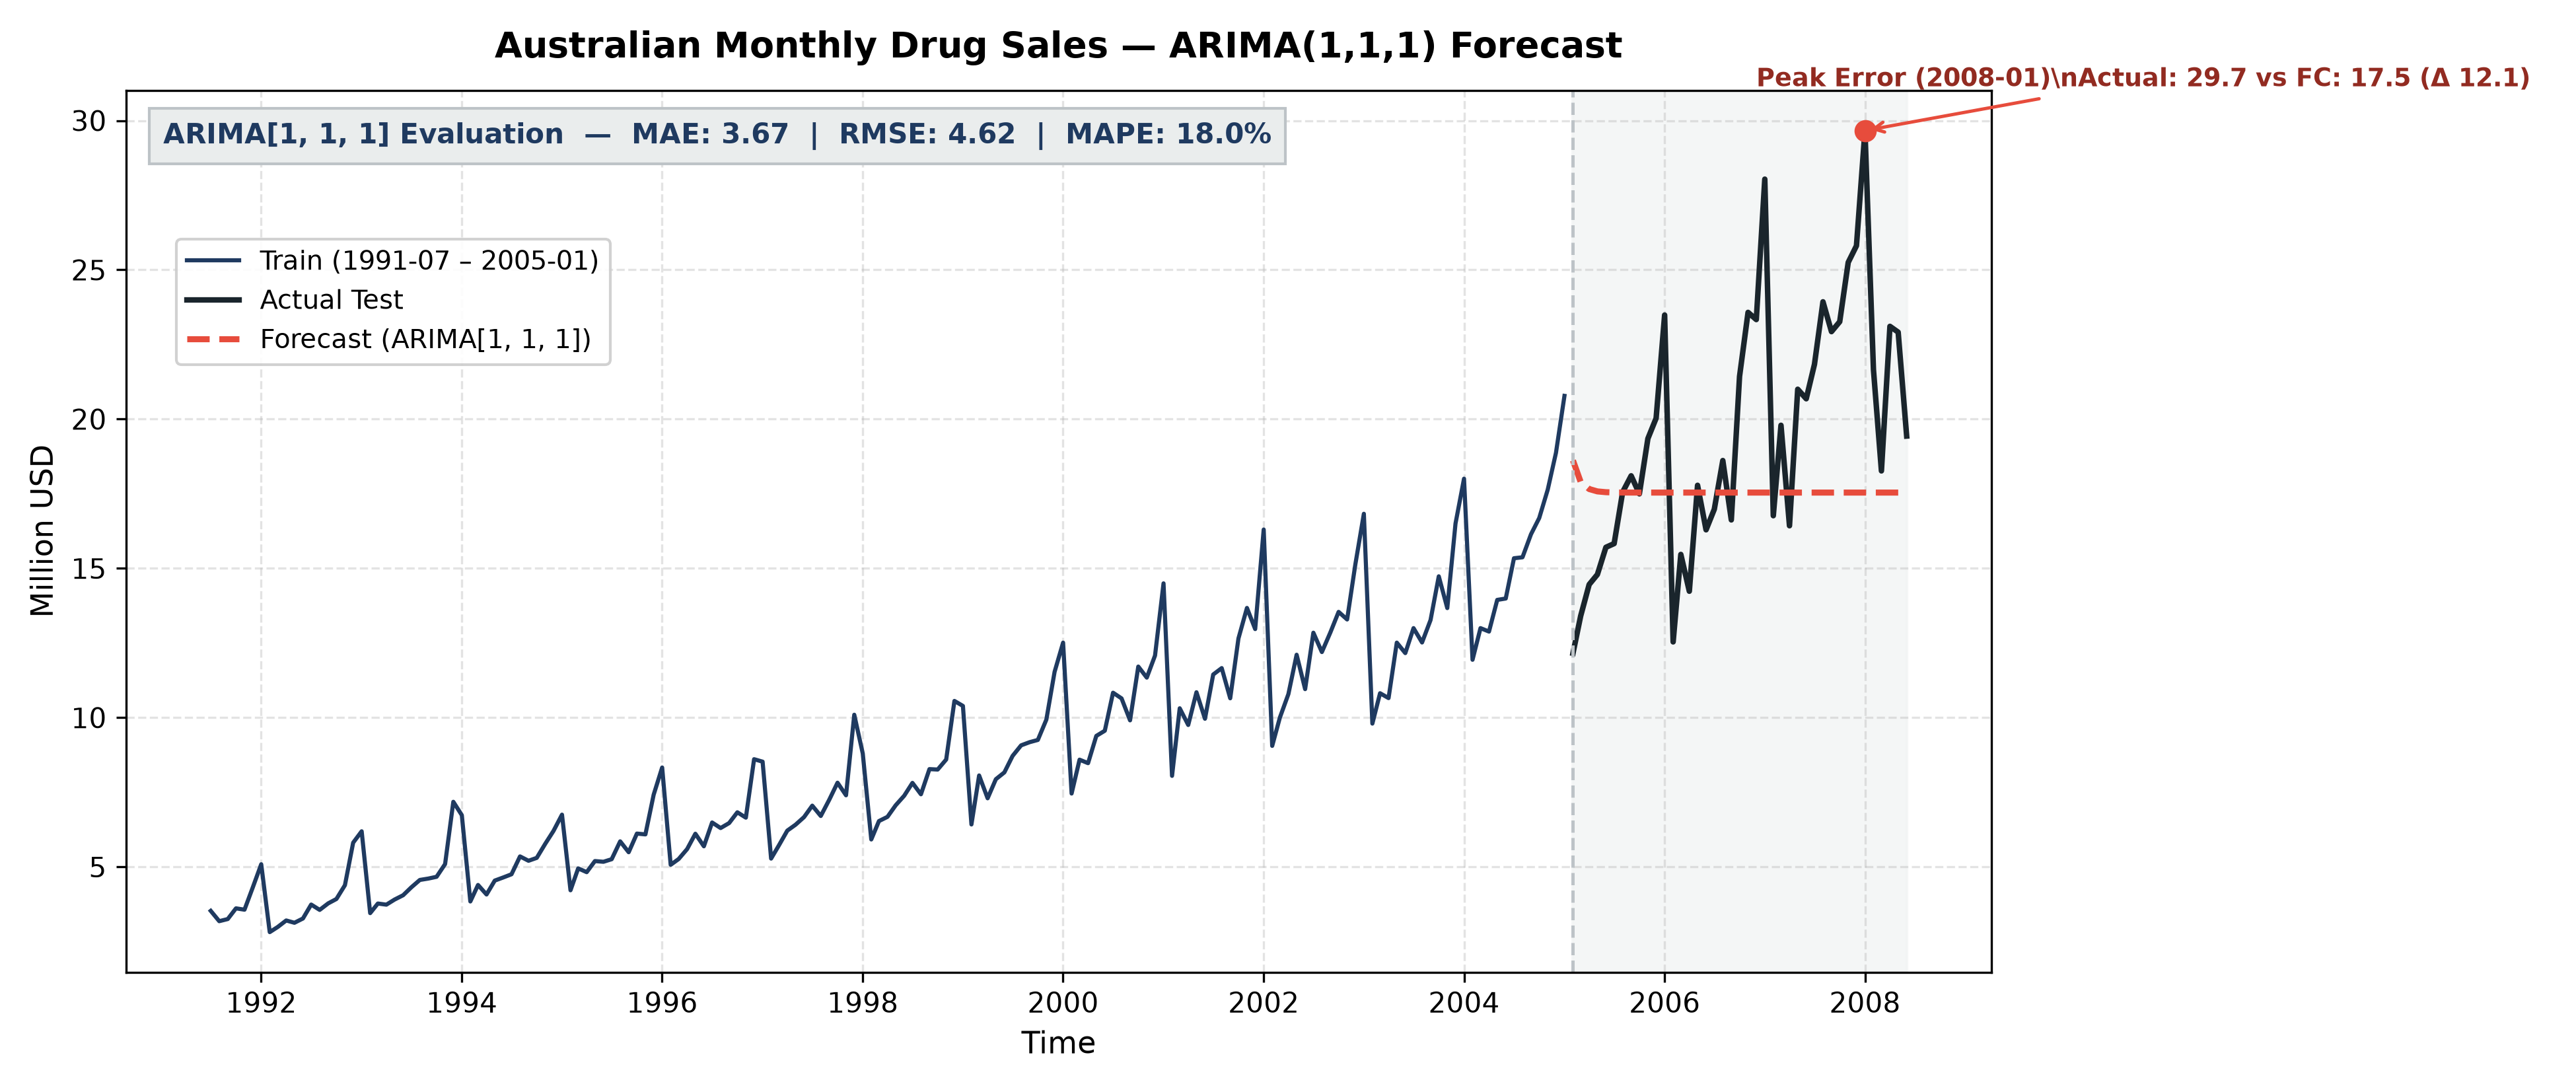 Australian Monthly Drug Sales — ARIMA(1,1,1) Forecast
Peak Error (2008-01)\nActual: 29.7 vs FC: 17.5 (Δ 12.1)
ARIMA[1, 1, 1] Evaluation — MAE: 3.67 | RMSE: 4.62 | MAPE: 18.0%
Train (1991-07 – 2005-01)
Actual Test
Forecast (ARIMA[1, 1, 1])
Million USD
30
25
20
15
10
5
1992
1994
1996
1998
2000
2002
2004
2006
2008
Time